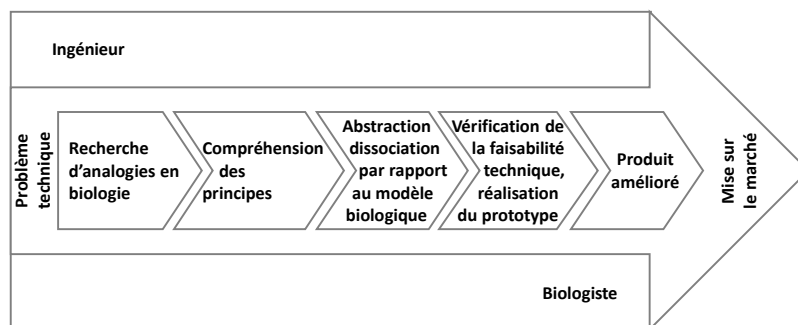 Ingénieur
Problème
technique
Recherche
d'analogies en
biologie
Compréhension
des
principes
Abstraction
dissociation
par rapport
au modèle
biologique
Vérification de
la faisabilité
technique,
réalisation
du prototype
Produit
amélioré
Mise sur
le marché
Biologiste